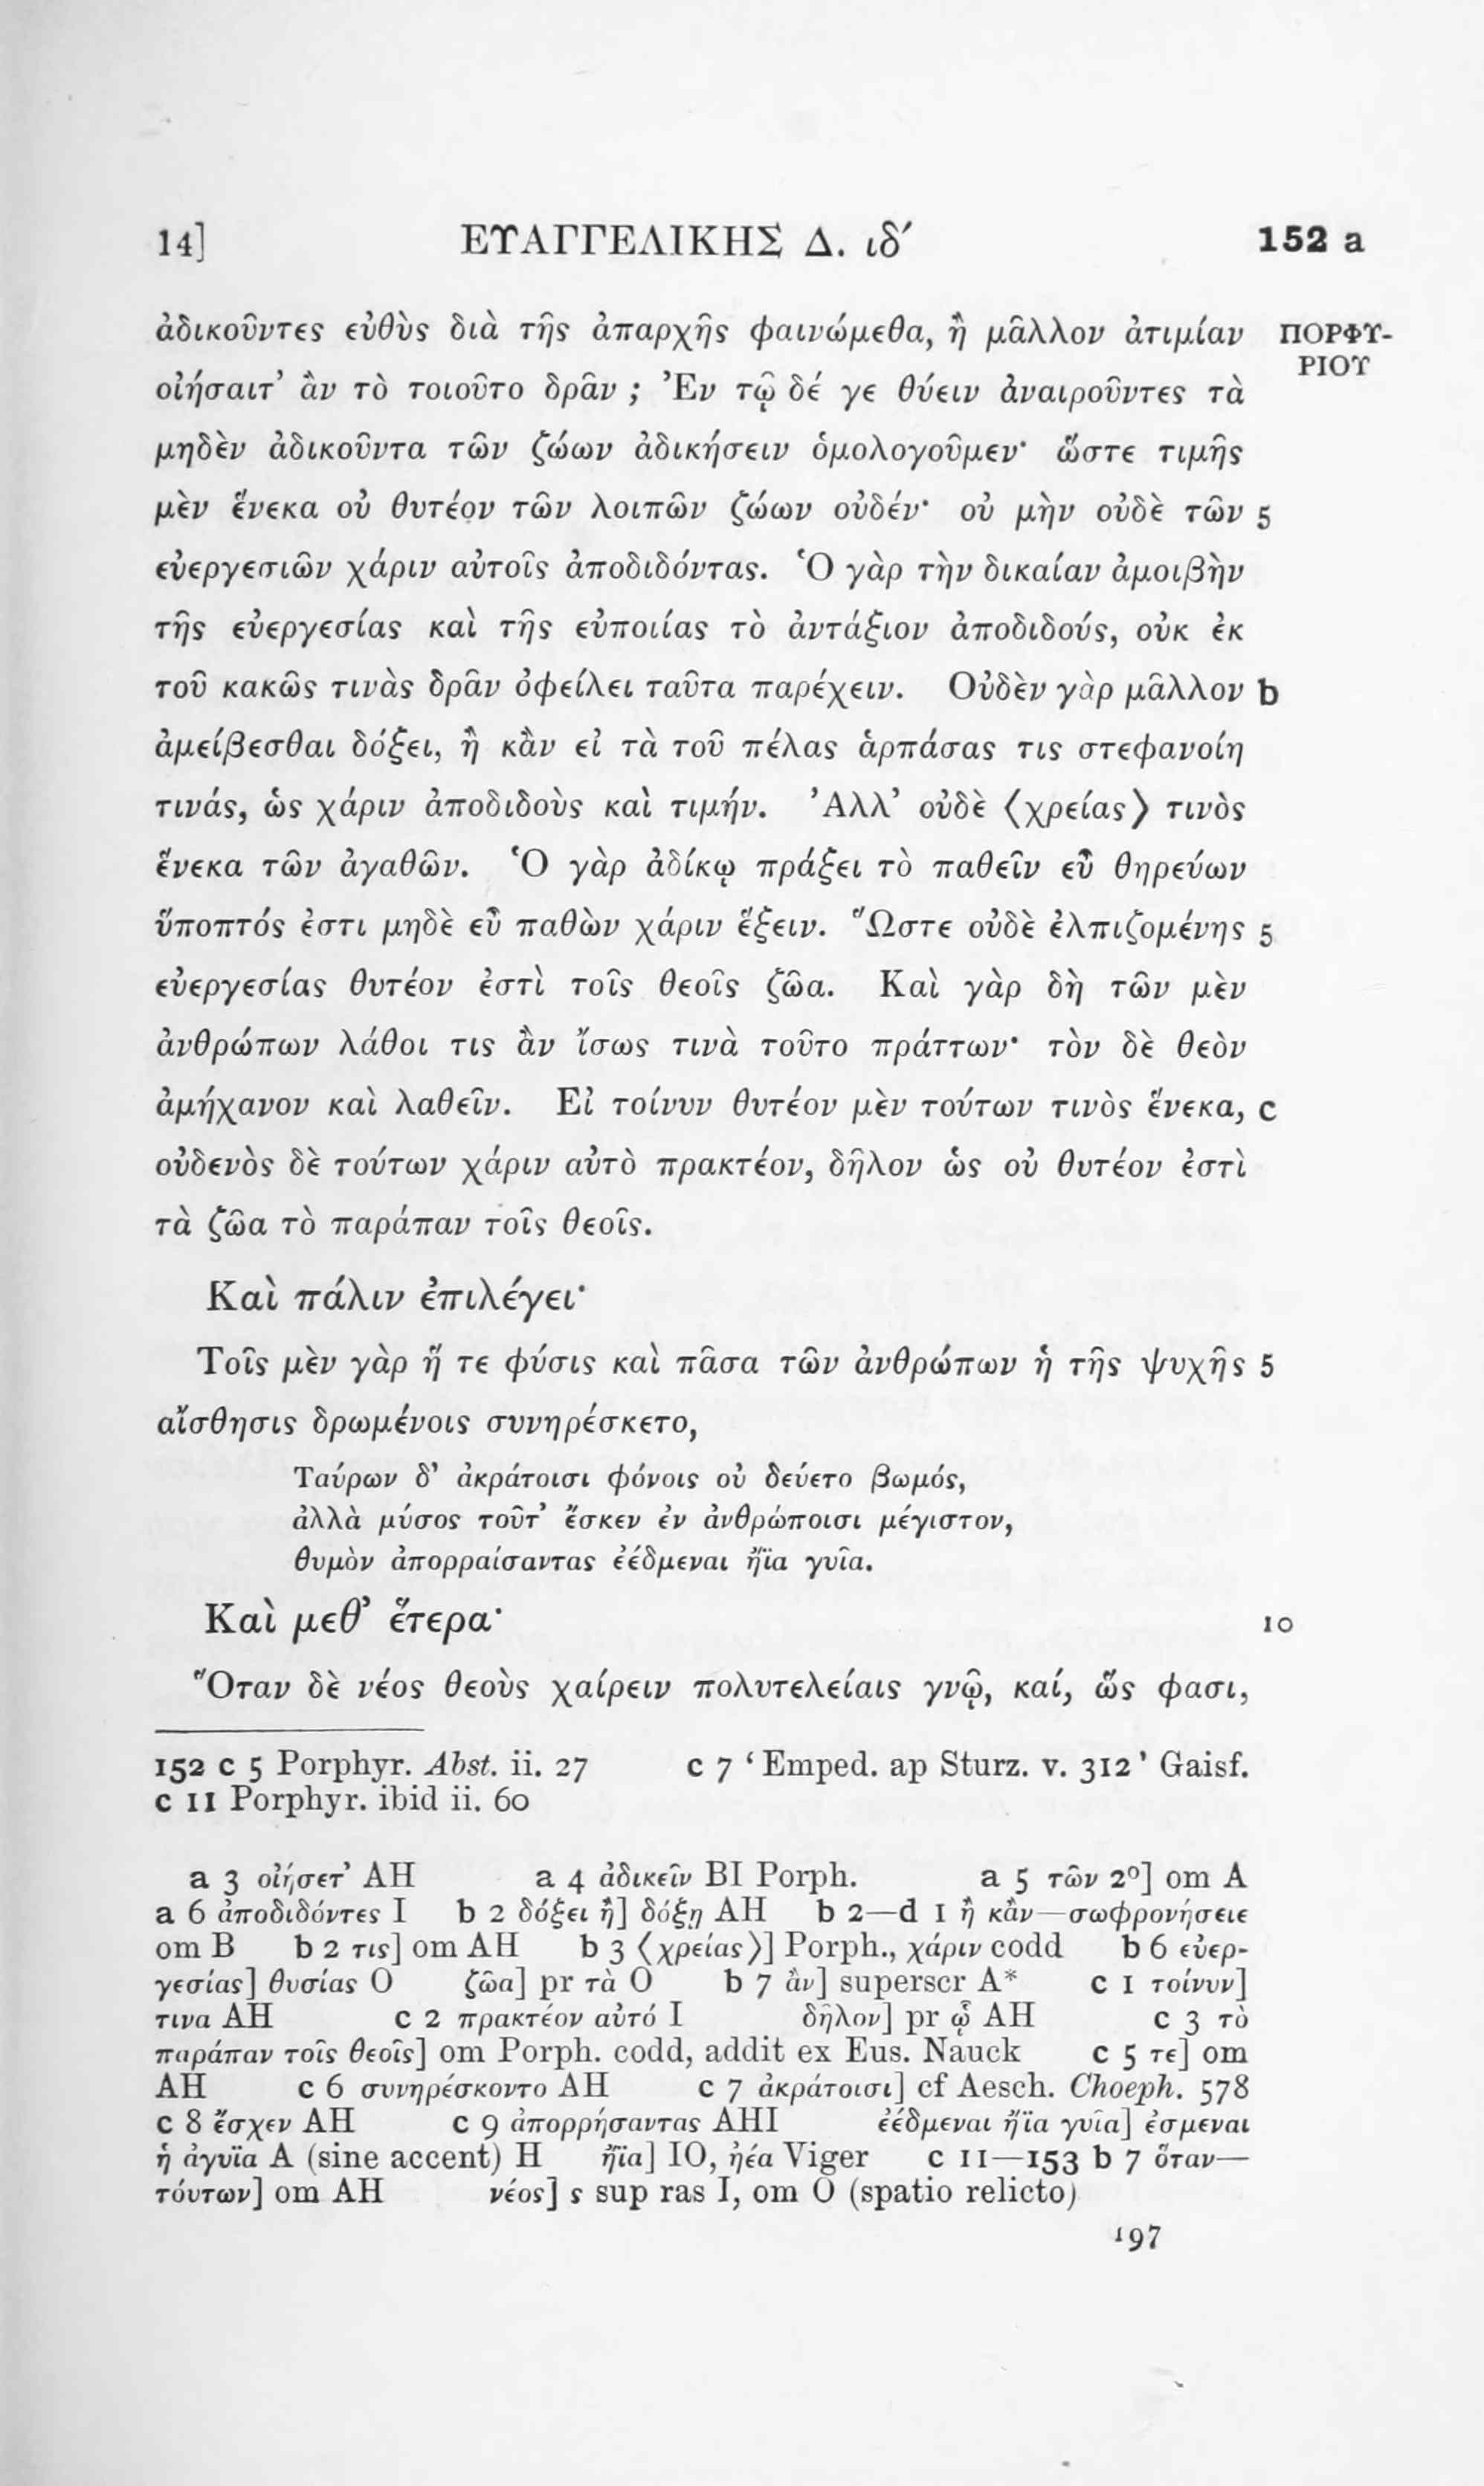 14] ΕΥΑΓΓΕΛΙΚΗΣ Δ. ιδ′ 152 a
ἀδικοῦντες εὐθὺς διὰ τῆς ἀπαρχῆς φαινώμεθα, ἢ μᾶλλον ἀτιμίαν ΠΟΡΦΥ-
ΡΙΟΥ
οἰήσαιτ’ ἂν τὸ τοιοῦτο δρᾶν ; Ἐν τῷ δέ γε θύειν ἀναιροῦντες τὰ
μηδὲν ἀδικοῦντα τῶν ζώων ἀδικήσειν ὁμολογοῦμεν· ὥστε τιμῆς
μὲν ἕνεκα οὐ θυτέον τῶν λοιπῶν ζώων οὐδέν· οὐ μὴν οὐδὲ τῶν 5
εὐεργεσιῶν χάριν αὐτοῖς ἀποδιδόντας. Ὁ γὰρ τὴν δικαίαν ἀμοιβὴν
τῆς εὐεργεσίας καὶ τῆς εὐποιίας τὸ ἀντάξιον ἀποδιδούς, οὐκ ἐκ
τοῦ κακῶς τινὰς δρᾶν ὀφείλει ταῦτα παρέχειν. Οὐδὲν γὰρ μᾶλλον b
ἀμείβεσθαι δόξει, ἢ κἂν εἰ τὰ τοῦ πέλας ἁρπάσας τις στεφανοίη
τινάς, ὡς χάριν ἀποδιδοὺς καὶ τιμήν. Ἀλλ’ οὐδὲ ⟨χρείας⟩ τινὸς
ἕνεκα τῶν ἀγαθῶν. Ὁ γὰρ ἀδίκῳ πράξει τὸ παθεῖν εὖ θηρεύων
ὕποπτός ἐστι μηδὲ εὖ παθὼν χάριν ἕξειν. Ὥστε οὐδὲ ἐλπιζομένης 5
εὐεργεσίας θυτέον ἐστὶ τοῖς θεοῖς ζῶα. Καὶ γὰρ δὴ τῶν μὲν
ἀνθρώπων λάθοι τις ἂν ἴσως τινὰ τοῦτο πράττων· τὸν δὲ θεὸν
ἀμήχανον καὶ λαθεῖν. Εἰ τοίνυν θυτέον μὲν τούτων τινὸς ἕνεκα, c
οὐδενὸς δὲ τούτων χάριν αὐτὸ πρακτέον, δῆλον ὡς οὐ θυτέον ἐστὶ
τὰ ζῶα τὸ παράπαν τοῖς θεοῖς.
Καὶ πάλιν ἐπιλέγει·
Τοῖς μὲν γὰρ ἥ τε φύσις καὶ πᾶσα τῶν ἀνθρώπων ἡ τῆς ψυχῆς 5
αἴσθησις δρωμένοις συνηρέσκετο,
Ταύρων δ’ ἀκράτοισι φόνοις οὐ δεύετο βωμός,
ἀλλὰ μύσος τοῦτ’ ἔσκεν ἐν ἀνθρώποισι μέγιστον,
θυμὸν ἀπορραίσαντας ἐέδμεναι ἤϊα γυῖα.
Καὶ μεθ’ ἕτερα· 10
Ὅταν δὲ νέος θεοὺς χαίρειν πολυτελείαις γνῷ, καί, ὥς φασι,
152 c 5 Porphyr. Abst. ii. 27 c 7 ‘ Emped. ap Sturz. v. 312 ’ Gaisf.
c 11 Porphyr. ibid ii. 60
a 3 οἰήσετ’ AH a 4 ἀδικεῖν BI Porph. a 5 τῶν 2⁰] om A
a 6 ἀποδιδόντες I b 2 δόξει ἢ] δόξῃ AH b 2—d 1 ἢ κἂν—σωφρονήσειε
om B b 2 τις] om AH b 3 ⟨χρείας⟩] Porph., χάριν codd b 6 εὐερ-
γεσίας] θυσίας O ζῶα] pr τὰ O b 7 ἂν] superscr A* c 1 τοίνυν]
τινα AH c 2 πρακτέον αὐτό I δῆλον] pr ᾧ AH c 3 τὸ
παράπαν τοῖς θεοῖς] om Porph. codd, addit ex Eus. Nauck c 5 τε] om
AH c 6 συνηρέσκοντο AH c 7 ἀκράτοισι] cf Aesch. Choeph. 578
c 8 ἔσχεν AH c 9 ἀπορρήσαντας AHI ἐέδμεναι ἤϊα γυῖα] ἐσμεναι
ἡ ἀγυϊα A (sine accent) H ἤϊα] IO, ἠέα Viger c 11—153 b 7 ὅταν—
τόυτων] om AH νέος] ς sup ras I, om O (spatio relicto)
197